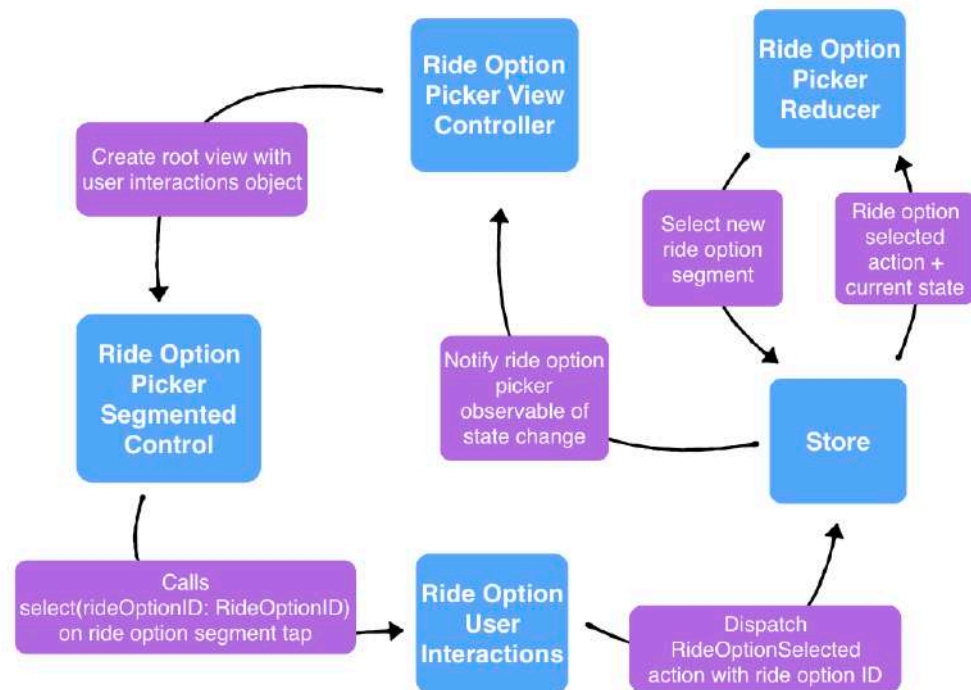 Ride Option
Picker View
Controller
Ride Option
Picker
Reducer
Create root view with
user interactions object
Select new
ride option
segment
Ride option
selected
action +
current state
Ride Option
Picker
Segmented
Control
Notify ride option
picker
observable of
state change
Store
Calls
select(rideOptionID: RideOptionID)
on ride option segment tap
Ride Option
User
Interactions
Dispatch
RideOptionSelected
action with ride option ID